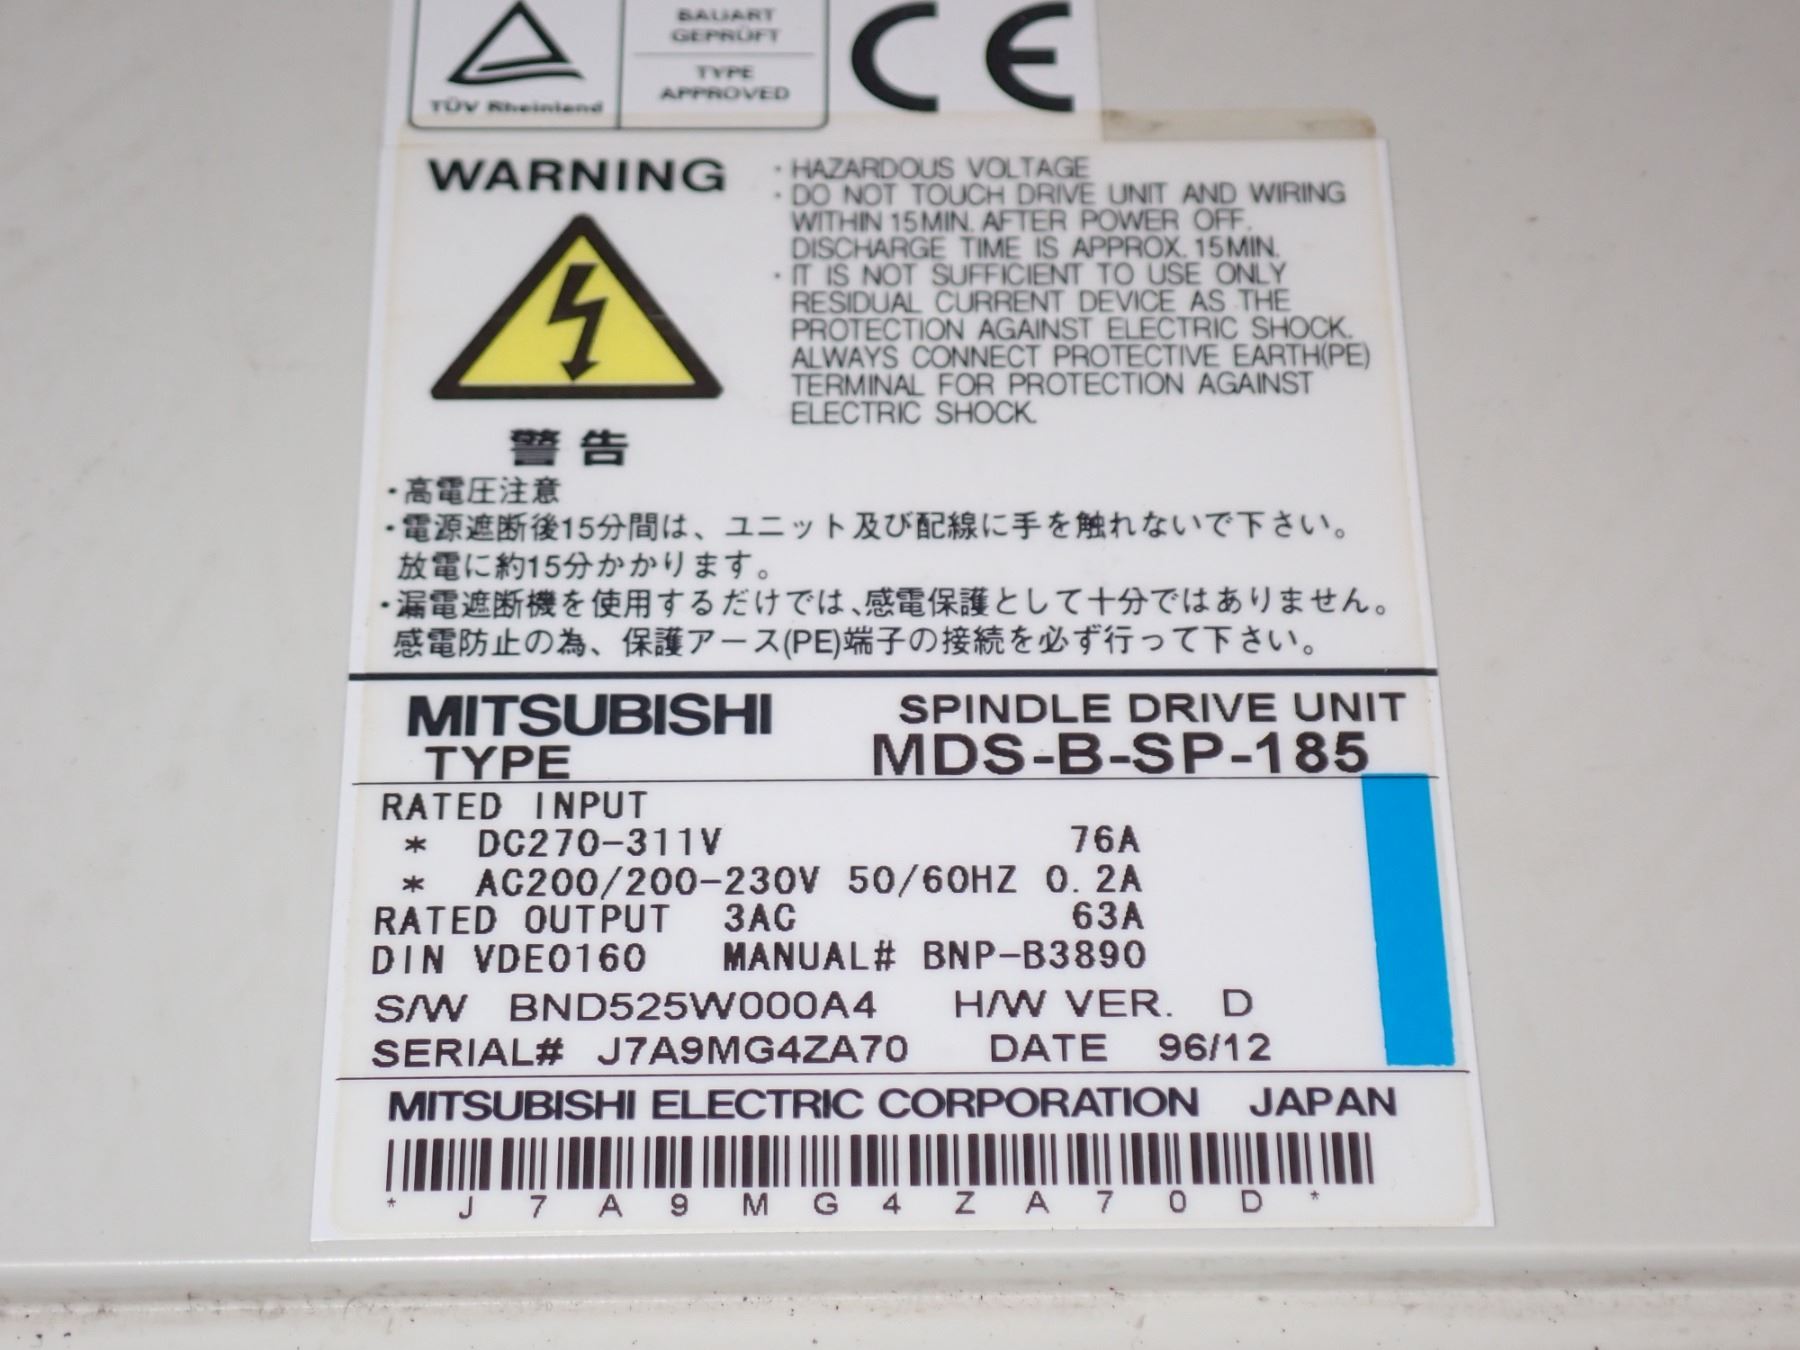 BAUART
GEPRÜFT
TÜV Rheinland
TYPE
APPROVED
CE
WARNING
・HAZARDOUS VOLTAGE
・DO NOT TOUCH DRIVE UNIT AND WIRING
WITHIN 15MIN. AFTER POWER OFF.
DISCHARGE TIME IS APPROX. 15MIN.
・IT IS NOT SUFFICIENT TO USE ONLY
RESIDUAL CURRENT DEVICE AS THE
PROTECTION AGAINST ELECTRIC SHOCK.
ALWAYS CONNECT PROTECTIVE EARTH(PE)
TERMINAL FOR PROTECTION AGAINST
ELECTRIC SHOCK.
警告
・高電圧注意
・電源遮断後15分間は、ユニット及び配線に手を触れないで下さい。
放電に約15分かかります。
・漏電遮断機を使用するだけでは、感電保護として十分ではありません。
感電防止の為、保護アース(PE)端子の接続を必ず行って下さい。
MITSUBISHI SPINDLE DRIVE UNIT
TYPE MDS-B-SP-185
RATED INPUT
* DC270-311V 76A
* AC200/200-230V 50/60HZ 0.2A
RATED OUTPUT 3AC 63A
DIN VDE0160 MANUAL# BNP-B3890
S/W BND525W000A4 H/W VER. D
SERIAL# J7A9MG4ZA70 DATE 96/12
MITSUBISHI ELECTRIC CORPORATION JAPAN
* J 7 A 9 M G 4 Z A 7 0 D *